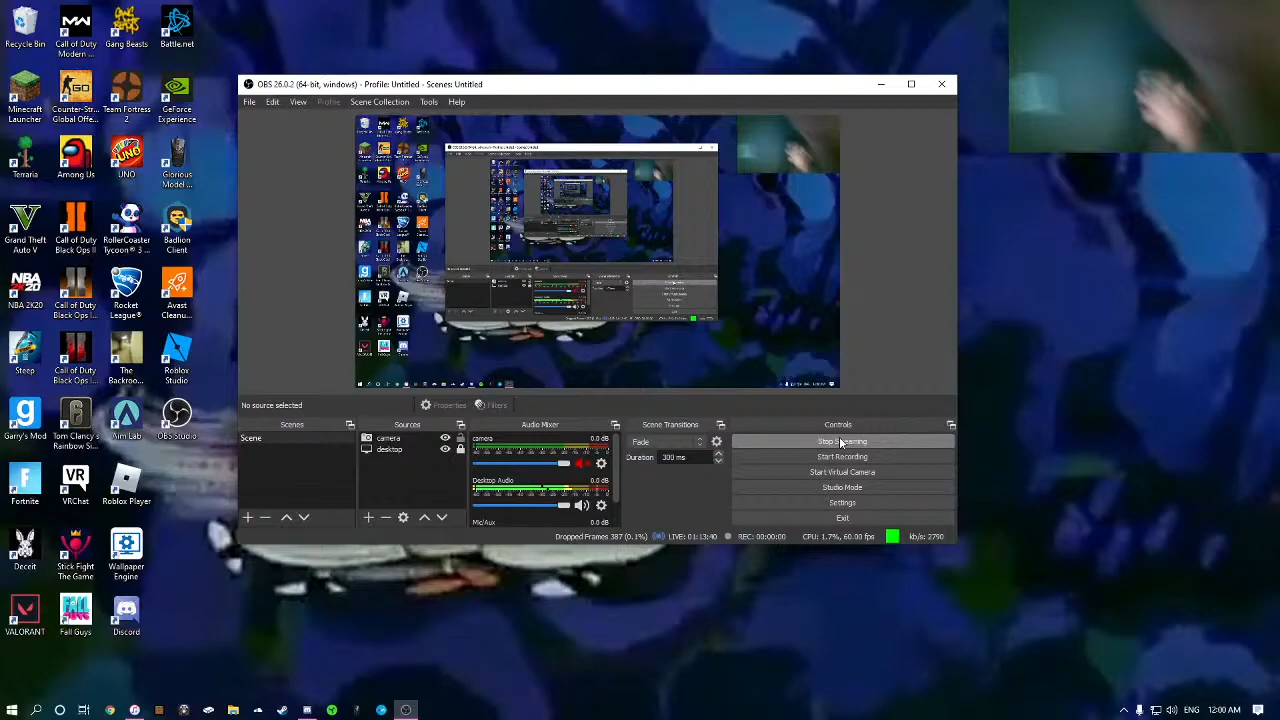 Recycle Bin
Call of Duty
Modern ...
Gang Beasts
Battle.net
Minecraft
Launcher
Counter-Str...
Global Offe...
Team Fortress
2
GeForce
Experience
Terraria
Among Us
UNO
Glorious
Model ...
Grand Theft
Auto V
Call of Duty
Black Ops II
RollerCoaster
Tycoon® 3 ...
Badlion
Client
NBA 2K20
Call of Duty
Black Ops I...
Rocket
League®
Avast
Cleanu...
Steep
Call of Duty
Black Ops I...
The
Backroo...
Roblox
Studio
Garry's Mod
Tom Clancy's
Rainbow Si...
Aim Lab
OBS Studio
Fortnite
VRChat
Roblox Player
Deceit
Stick Fight
The Game
Wallpaper
Engine
VALORANT
Fall Guys
Discord
OBS 26.0.2 (64-bit, windows) - Profile: Untitled - Scenes: Untitled
File Edit View Profile Scene Collection Tools Help
No source selected
Properties
Filters
Scenes
Scene
Sources
camera
desktop
Audio Mixer
camera 0.0 dB
Desktop Audio 0.0 dB
Mic/Aux 0.0 dB
Scene Transitions
Fade
Duration 300 ms
Controls
Stop Streaming
Start Recording
Start Virtual Camera
Studio Mode
Settings
Exit
Dropped Frames 387 (0.1%) LIVE: 01:13:40 REC: 00:00:00 CPU: 1.7%, 60.00 fps kb/s: 2790
ENG 12:00 AM